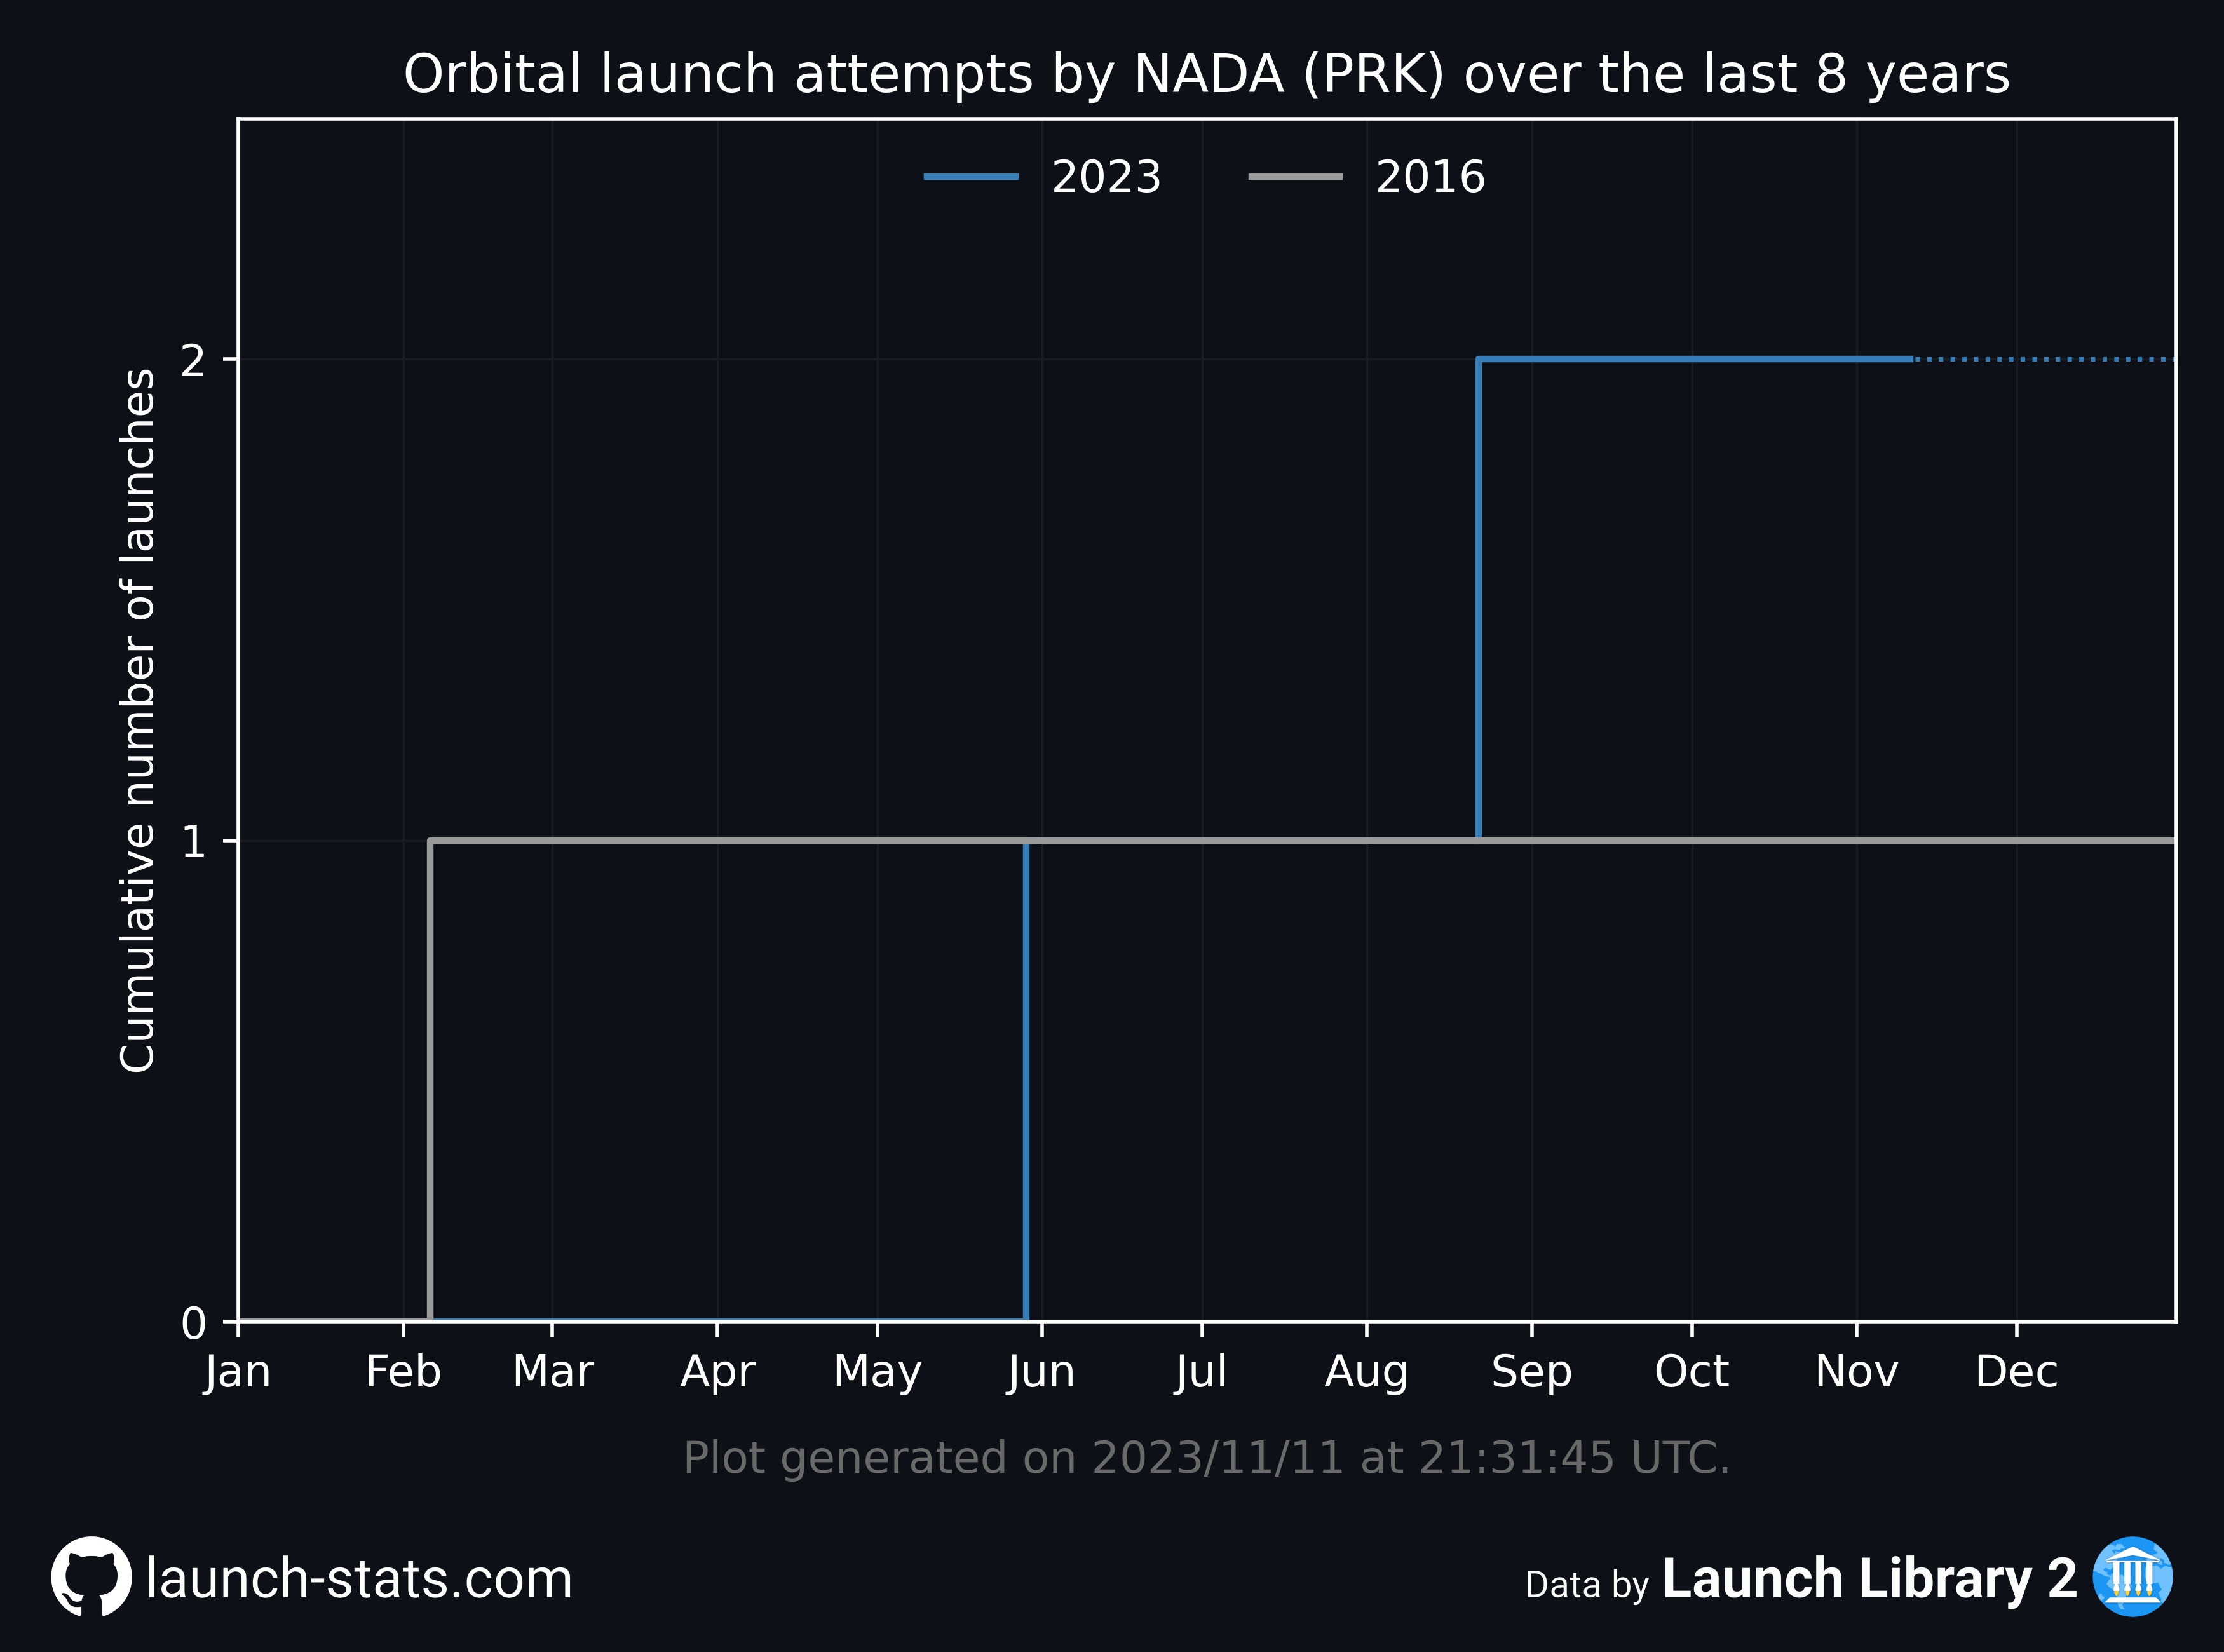 Orbital launch attempts by NADA (PRK) over the last 8 years
2023
2016
Cumulative number of launches
2
1
0
Jan Feb Mar Apr May Jun Jul Aug Sep Oct Nov Dec
Plot generated on 2023/11/11 at 21:31:45 UTC.
launch-stats.com
Data by Launch Library 2